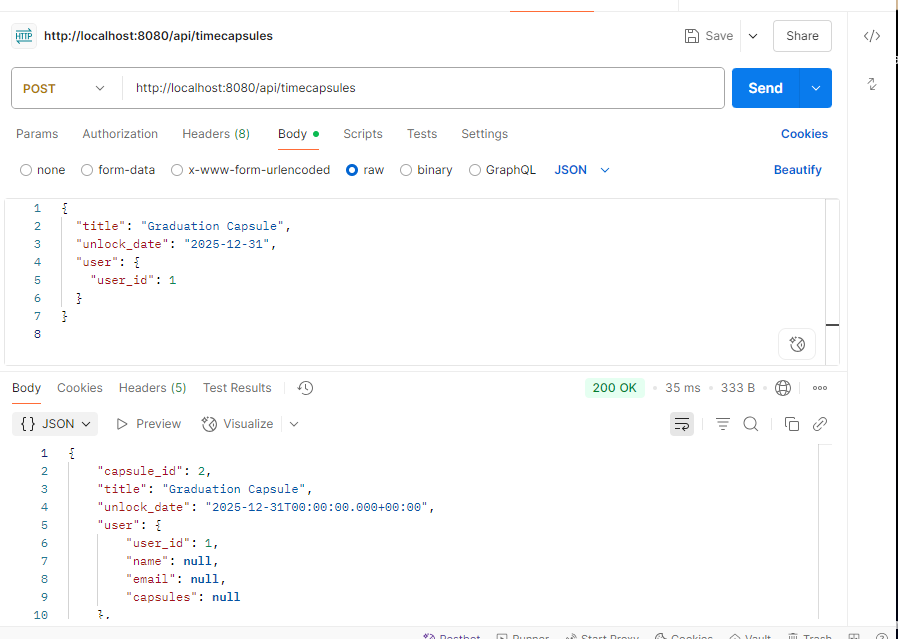 HTTP http://localhost:8080/api/timecapsules Save Share
POST http://localhost:8080/api/timecapsules Send
Params Authorization Headers (8) Body Scripts Tests Settings Cookies
none form-data x-www-form-urlencoded raw binary GraphQL JSON Beautify
1 {
2 "title": "Graduation Capsule",
3 "unlock_date": "2025-12-31",
4 "user": {
5 "user_id": 1
6 }
7 }
8
Body Cookies Headers (5) Test Results 200 OK 35 ms 333 B
{} JSON Preview Visualize
1 {
2 "capsule_id": 2,
3 "title": "Graduation Capsule",
4 "unlock_date": "2025-12-31T00:00:00.000+00:00",
5 "user": {
6 "user_id": 1,
7 "name": null,
8 "email": null,
9 "capsules": null
10 },
Postbot Runner Start Proxy Cookies Vault Trash